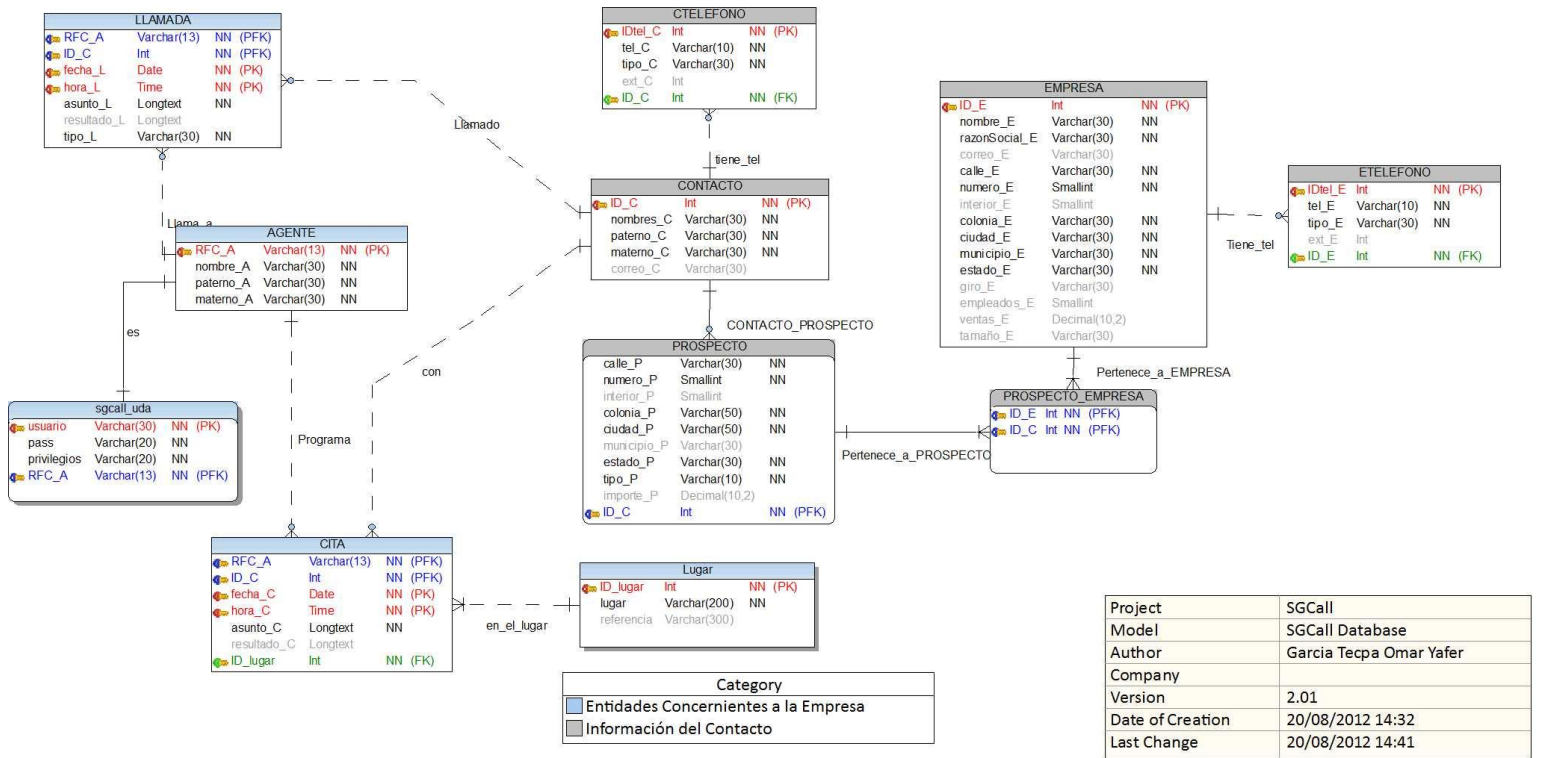 LLAMADA
RFC_A Varchar(13) NN (PFK)
ID_C Int NN (PFK)
fecha_L Date NN (PK)
hora_L Time NN (PK)
asunto_L Longtext NN
resultado_L Longtext
tipo_L Varchar(30) NN
CTELEFONO
IDtel_C Int NN (PK)
tel_C Varchar(10) NN
tipo_C Varchar(30) NN
ext_C Int
ID_C Int NN (FK)
EMPRESA
ID_E Int NN (PK)
nombre_E Varchar(30) NN
razonSocial_E Varchar(30) NN
correo_E Varchar(30)
calle_E Varchar(30) NN
numero_E Smallint NN
interior_E Smallint
colonia_E Varchar(30) NN
ciudad_E Varchar(30) NN
municipio_E Varchar(30) NN
estado_E Varchar(30) NN
giro_E Varchar(30)
empleados_E Smallint
ventas_E Decimal(10,2)
tamaño_E Varchar(30)
ETELEFONO
IDtel_E Int NN (PK)
tel_E Varchar(10) NN
tipo_E Varchar(30) NN
ext_E Int
ID_E Int NN (FK)
Llamado
tiene_tel
Tiene_tel
CONTACTO
ID_C Int NN (PK)
nombres_C Varchar(30) NN
paterno_C Varchar(30) NN
materno_C Varchar(30) NN
correo_C Varchar(30)
Llama_a
AGENTE
RFC_A Varchar(13) NN (PK)
nombre_A Varchar(30) NN
paterno_A Varchar(30) NN
materno_A Varchar(30) NN
es
CONTACTO_PROSPECTO
PROSPECTO
calle_P Varchar(30) NN
numero_P Smallint NN
interior_P Smallint
colonia_P Varchar(50) NN
ciudad_P Varchar(50) NN
municipio_P Varchar(30)
estado_P Varchar(30) NN
tipo_P Varchar(10) NN
importe_P Decimal(10,2)
ID_C Int NN (PFK)
con
Pertenece_a_EMPRESA
PROSPECTO_EMPRESA
ID_E Int NN (PFK)
ID_C Int NN (PFK)
Pertenece_a_PROSPECTO
sgcall_uda
usuario Varchar(30) NN (PK)
pass Varchar(20) NN
privilegios Varchar(20) NN
RFC_A Varchar(13) NN (PFK)
Programa
CITA
RFC_A Varchar(13) NN (PFK)
ID_C Int NN (PFK)
fecha_C Date NN (PK)
hora_C Time NN (PK)
asunto_C Longtext NN
resultado_C Longtext
ID_lugar Int NN (FK)
en_el_lugar
Lugar
ID_lugar Int NN (PK)
lugar Varchar(200) NN
referencia Varchar(300)
Category
Entidades Concernientes a la Empresa
Información del Contacto
Project SGCall
Model SGCall Database
Author Garcia Tecpa Omar Yafer
Company
Version 2.01
Date of Creation 20/08/2012 14:32
Last Change 20/08/2012 14:41